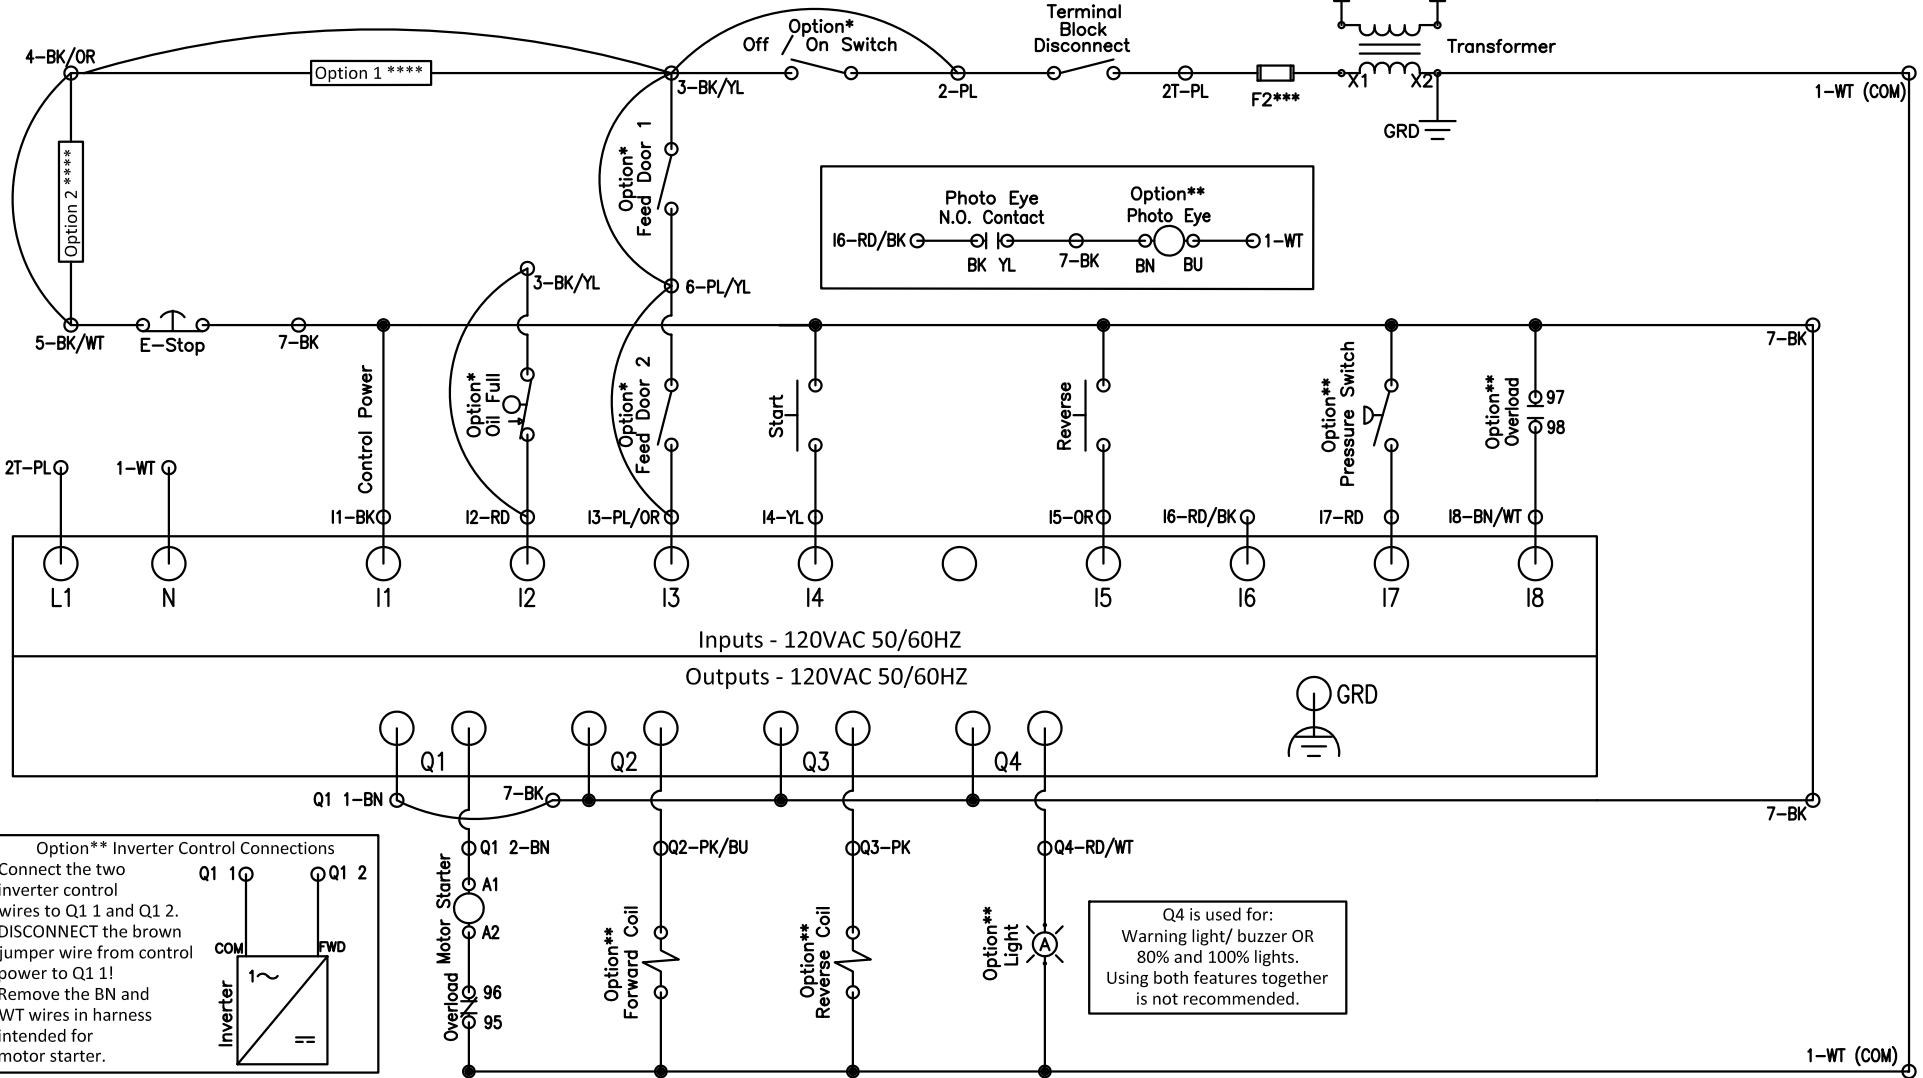 Terminal
Block
Disconnect
Option*
Off
On Switch
4-BK/OR
Option 1 ****
3-BK/YL
2-PL
2T-PL
F2***
X1
X2
Transformer
GRD
1-WT (COM)
Option 2 ****
Option*
Feed Door 1
Photo Eye
N.O. Contact
Option**
Photo Eye
I6-RD/BK
BK YL
7-BK
BN
BU
1-WT
3-BK/YL
6-PL/YL
5-BK/WT
E-Stop
7-BK
7-BK
Control Power
Option*
Oil Full
Option*
Feed Door 2
Start
Reverse
Option**
Pressure Switch
Option**
Overload
97
98
2T-PL
1-WT
I1-BK
I2-RD
I3-PL/OR
I4-YL
I5-OR
I6-RD/BK
I7-RD
I8-BN/WT
L1
N
I1
I2
I3
I4
I5
I6
I7
I8
Inputs - 120VAC 50/60HZ
Outputs - 120VAC 50/60HZ
GRD
Q1
Q2
Q3
Q4
Q1 1-BN
7-BK
7-BK
Q1 2-BN
Q2-PK/BU
Q3-PK
Q4-RD/WT
Motor Starter
A1
A2
Overload
96
95
Option**
Forward Coil
Option**
Reverse Coil
Option**
Light
A
Q4 is used for:
Warning light/ buzzer OR
80% and 100% lights.
Using both features together
is not recommended.
Option** Inverter Control Connections
Connect the two
inverter control
wires to Q1 1 and Q1 2.
DISCONNECT the brown
jumper wire from control
power to Q1 1!
Remove the BN and
WT wires in harness
intended for
motor starter.
Q1 1
Q1 2
COM
FWD
1~
Inverter
1-WT (COM)